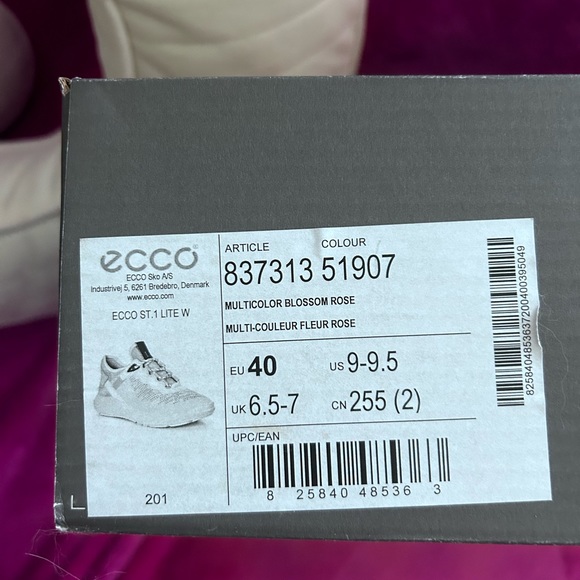 ecco®
ECCO Sko A/S
Industrivej 5, 6261 Bredebro, Denmark
www.ecco.com
ECCO ST.1 LITE W
201
ARTICLE COLOUR
837313 51907
MULTICOLOR BLOSSOM ROSE
MULTI-COULEUR FLEUR ROSE
EU 40 US 9-9.5
UK 6.5-7 CN 255 (2)
UPC/EAN
8 25840 48536 3
825840485363720040039504​9